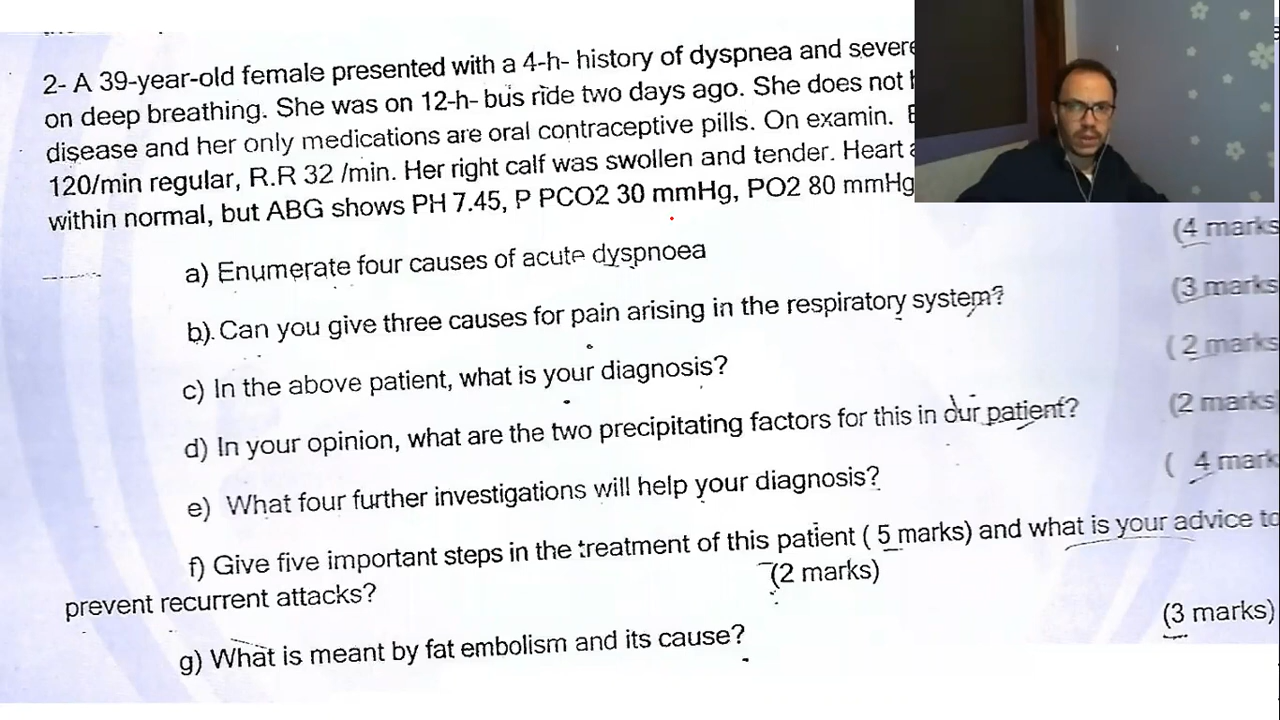 2- A 39-year-old female presented with a 4-h- history of dyspnea and severe
on deep breathing. She was on 12-h- bus ride two days ago. She does not
disease and her only medications are oral contraceptive pills. On examin.
120/min regular, R.R 32 /min. Her right calf was swollen and tender. Heart
within normal, but ABG shows PH 7.45, P PCO2 30 mmHg, PO2 80 mmHg
a) Enumerate four causes of acute dyspnoea (4 marks
b). Can you give three causes for pain arising in the respiratory system? (3 marks
c) In the above patient, what is your diagnosis? ( 2 marks
d) In your opinion, what are the two precipitating factors for this in our patient? (2 marks
e) What four further investigations will help your diagnosis? ( 4 mark
f) Give five important steps in the treatment of this patient ( 5 marks) and what is your advice to
prevent recurrent attacks? (2 marks)
g) What is meant by fat embolism and its cause? (3 marks)